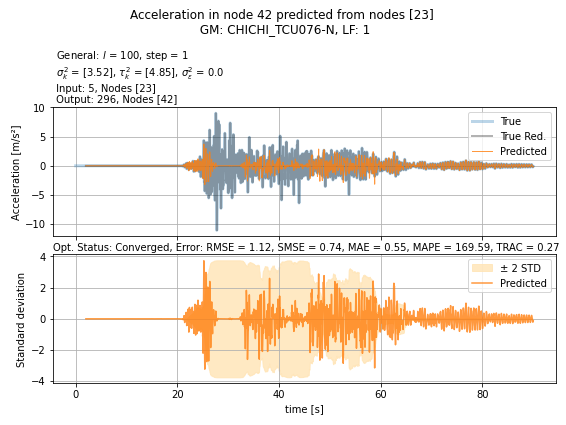 Acceleration in node 42 predicted from nodes [23]
GM: CHICHI_TCU076-N, LF: 1
General: l = 100, step = 1
σ_k^2 = [3.52], τ_k^2 = [4.85], σ_ε^2 = 0.0
Input: 5, Nodes [23]
Output: 296, Nodes [42]
10
5
0
−5
−10
Acceleration [m/s²]
True
True Red.
Predicted
Opt. Status: Converged, Error: RMSE = 1.12, SMSE = 0.74, MAE = 0.55, MAPE = 169.59, TRAC = 0.27
4
2
0
−2
−4
Standard deviation
± 2 STD
Predicted
0 20 40 60 80
time [s]